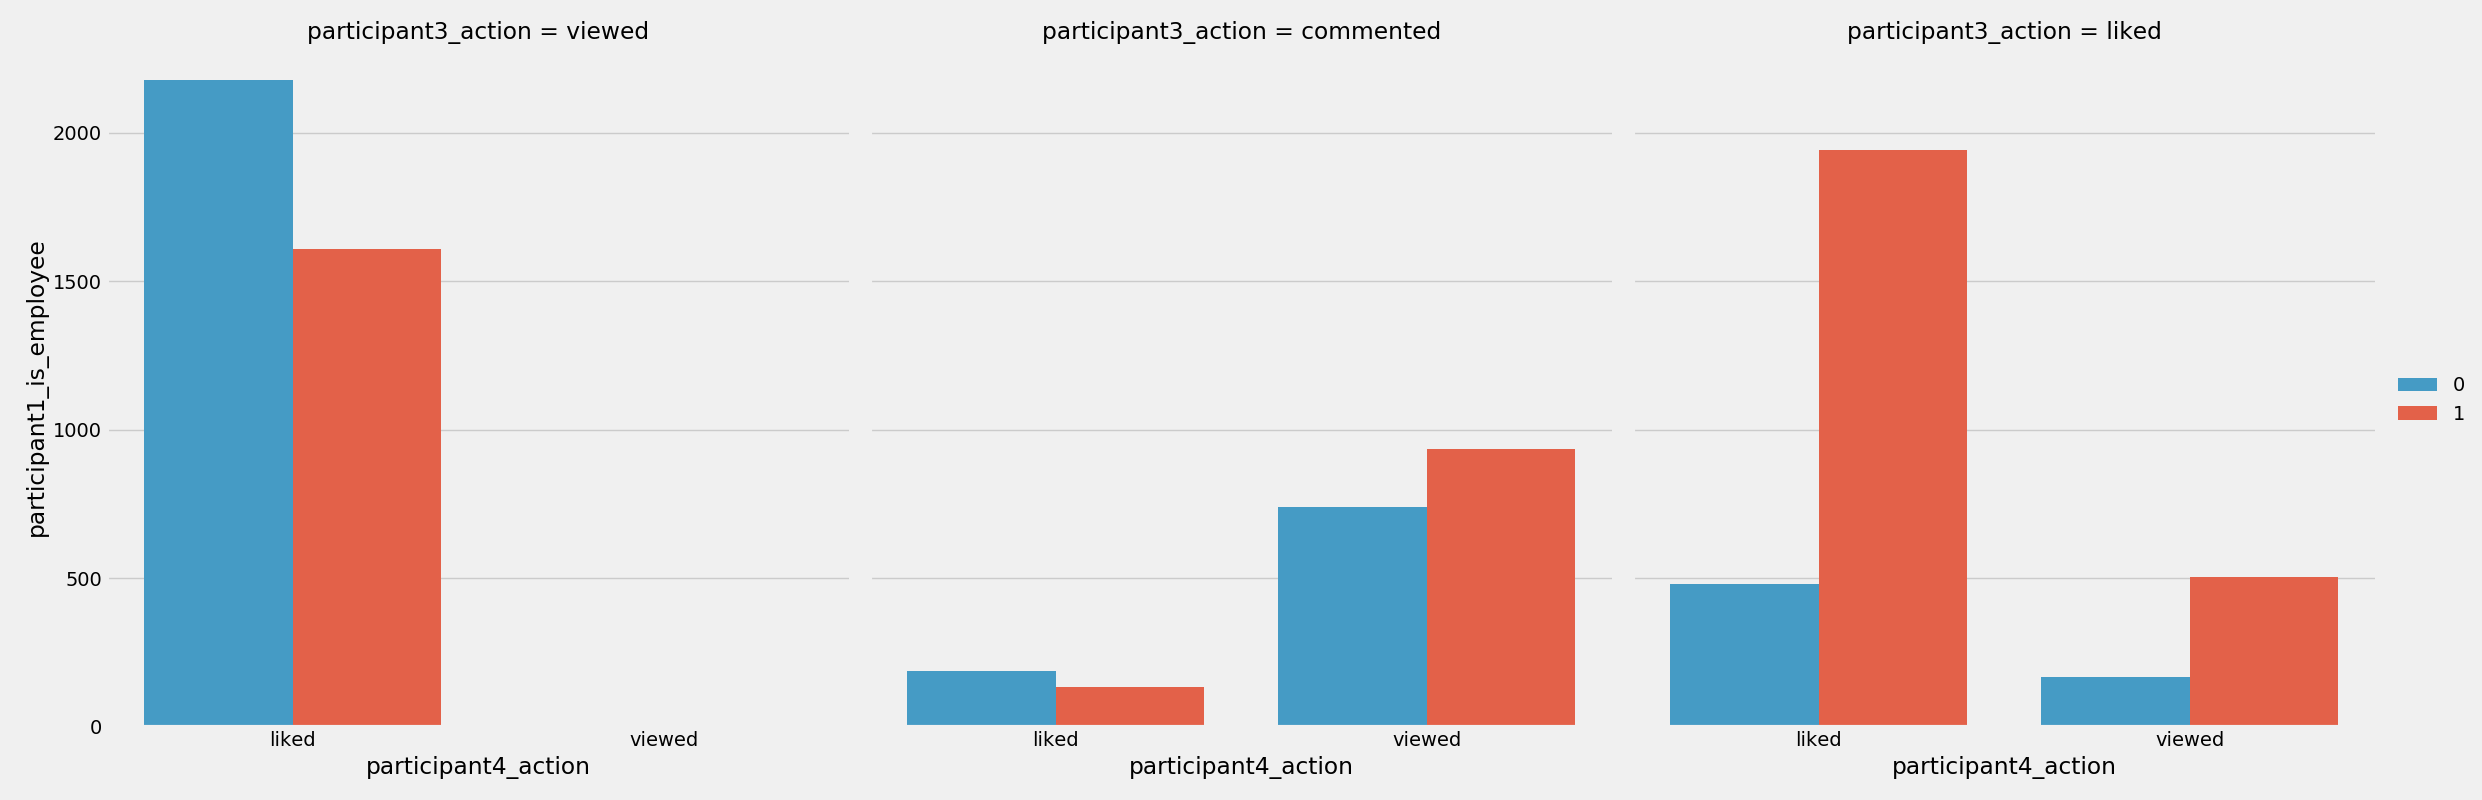 participant3_action = viewed
participant3_action = commented
participant3_action = liked
participant1_is_employee
2000
1500
1000
500
0
liked
viewed
liked
viewed
liked
viewed
participant4_action
participant4_action
participant4_action
0
1